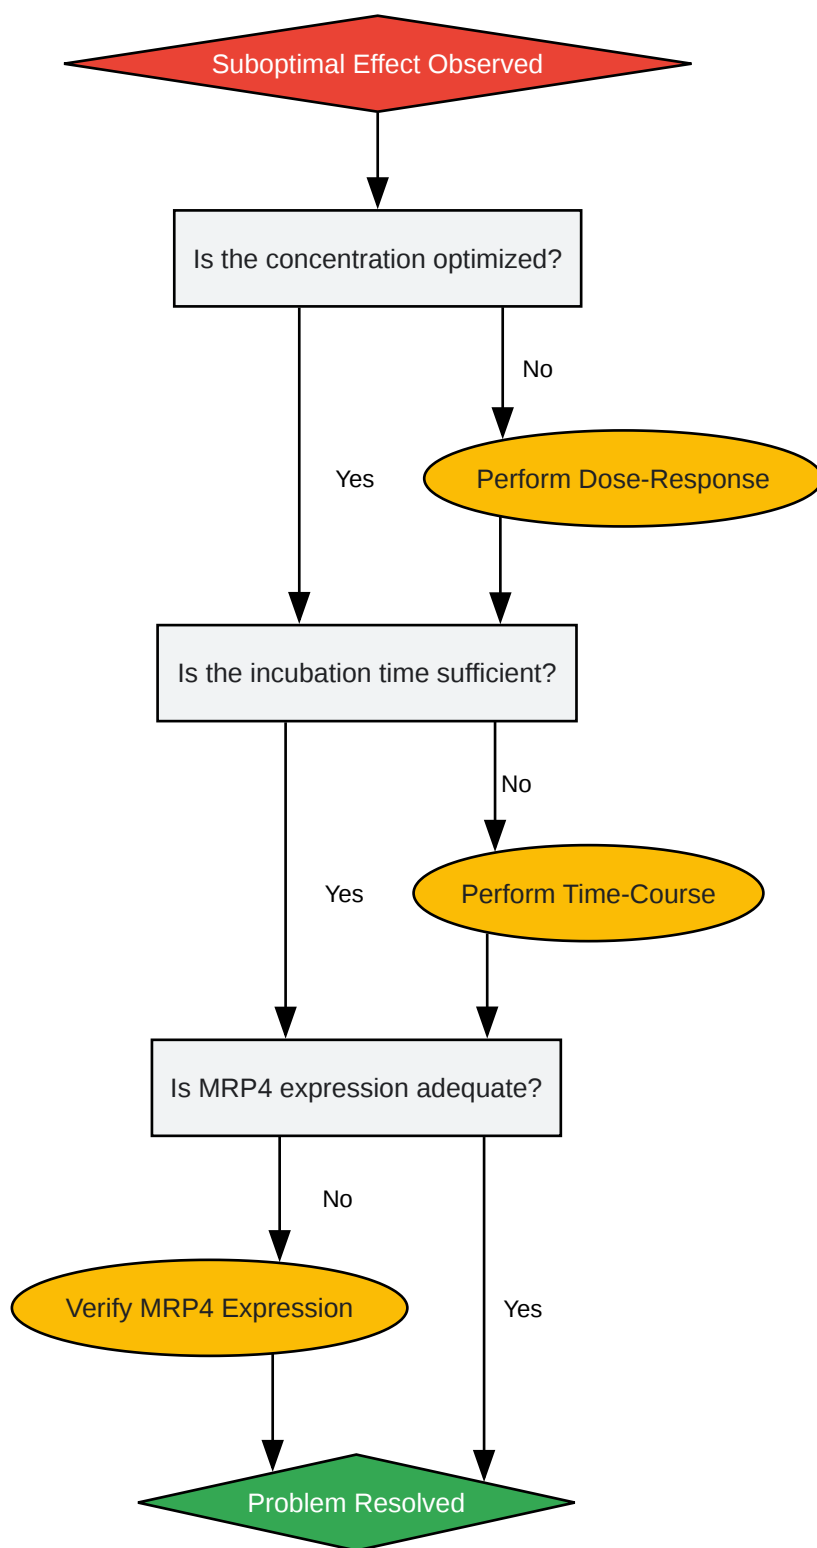 Suboptimal Effect Observed
Is the concentration optimized?
No
Yes
Perform Dose-Response
Is the incubation time sufficient?
No
Yes
Perform Time-Course
Is MRP4 expression adequate?
No
Verify MRP4 Expression
Yes
Problem Resolved